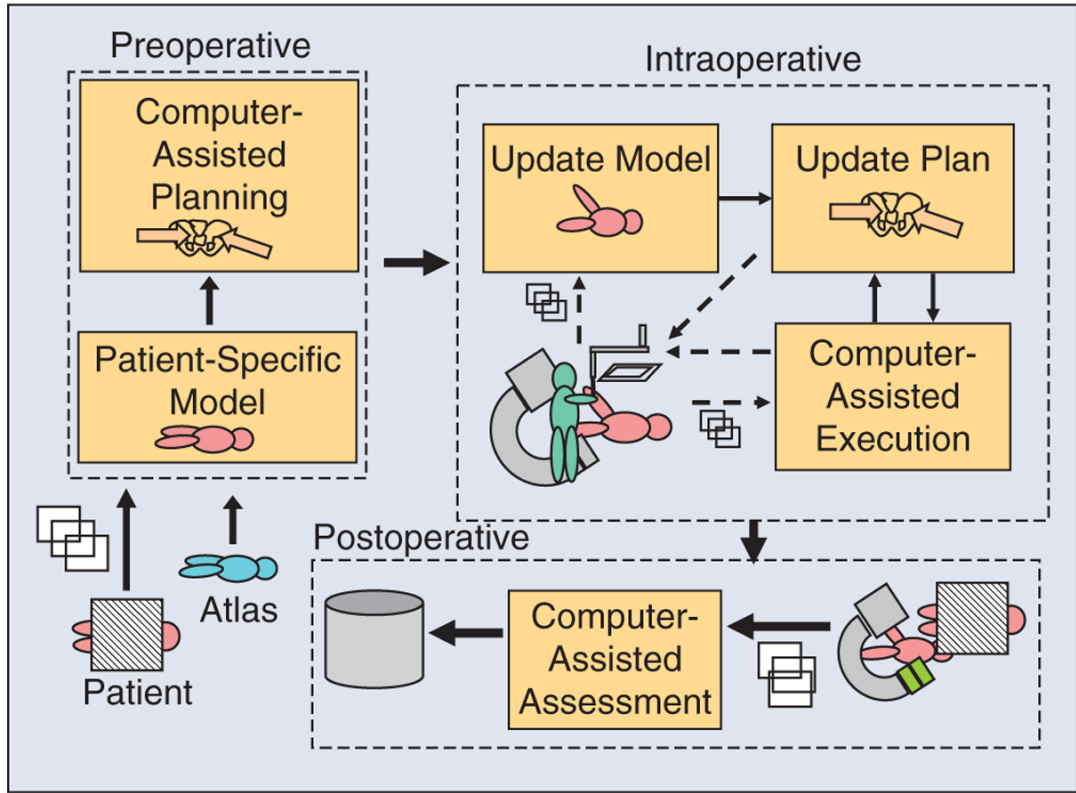 Preoperative
Computer-
Assisted
Planning
Patient-Specific
Model
Atlas
Patient
Intraoperative
Update Model
Update Plan
Computer-
Assisted
Execution
Postoperative
Computer-
Assisted
Assessment